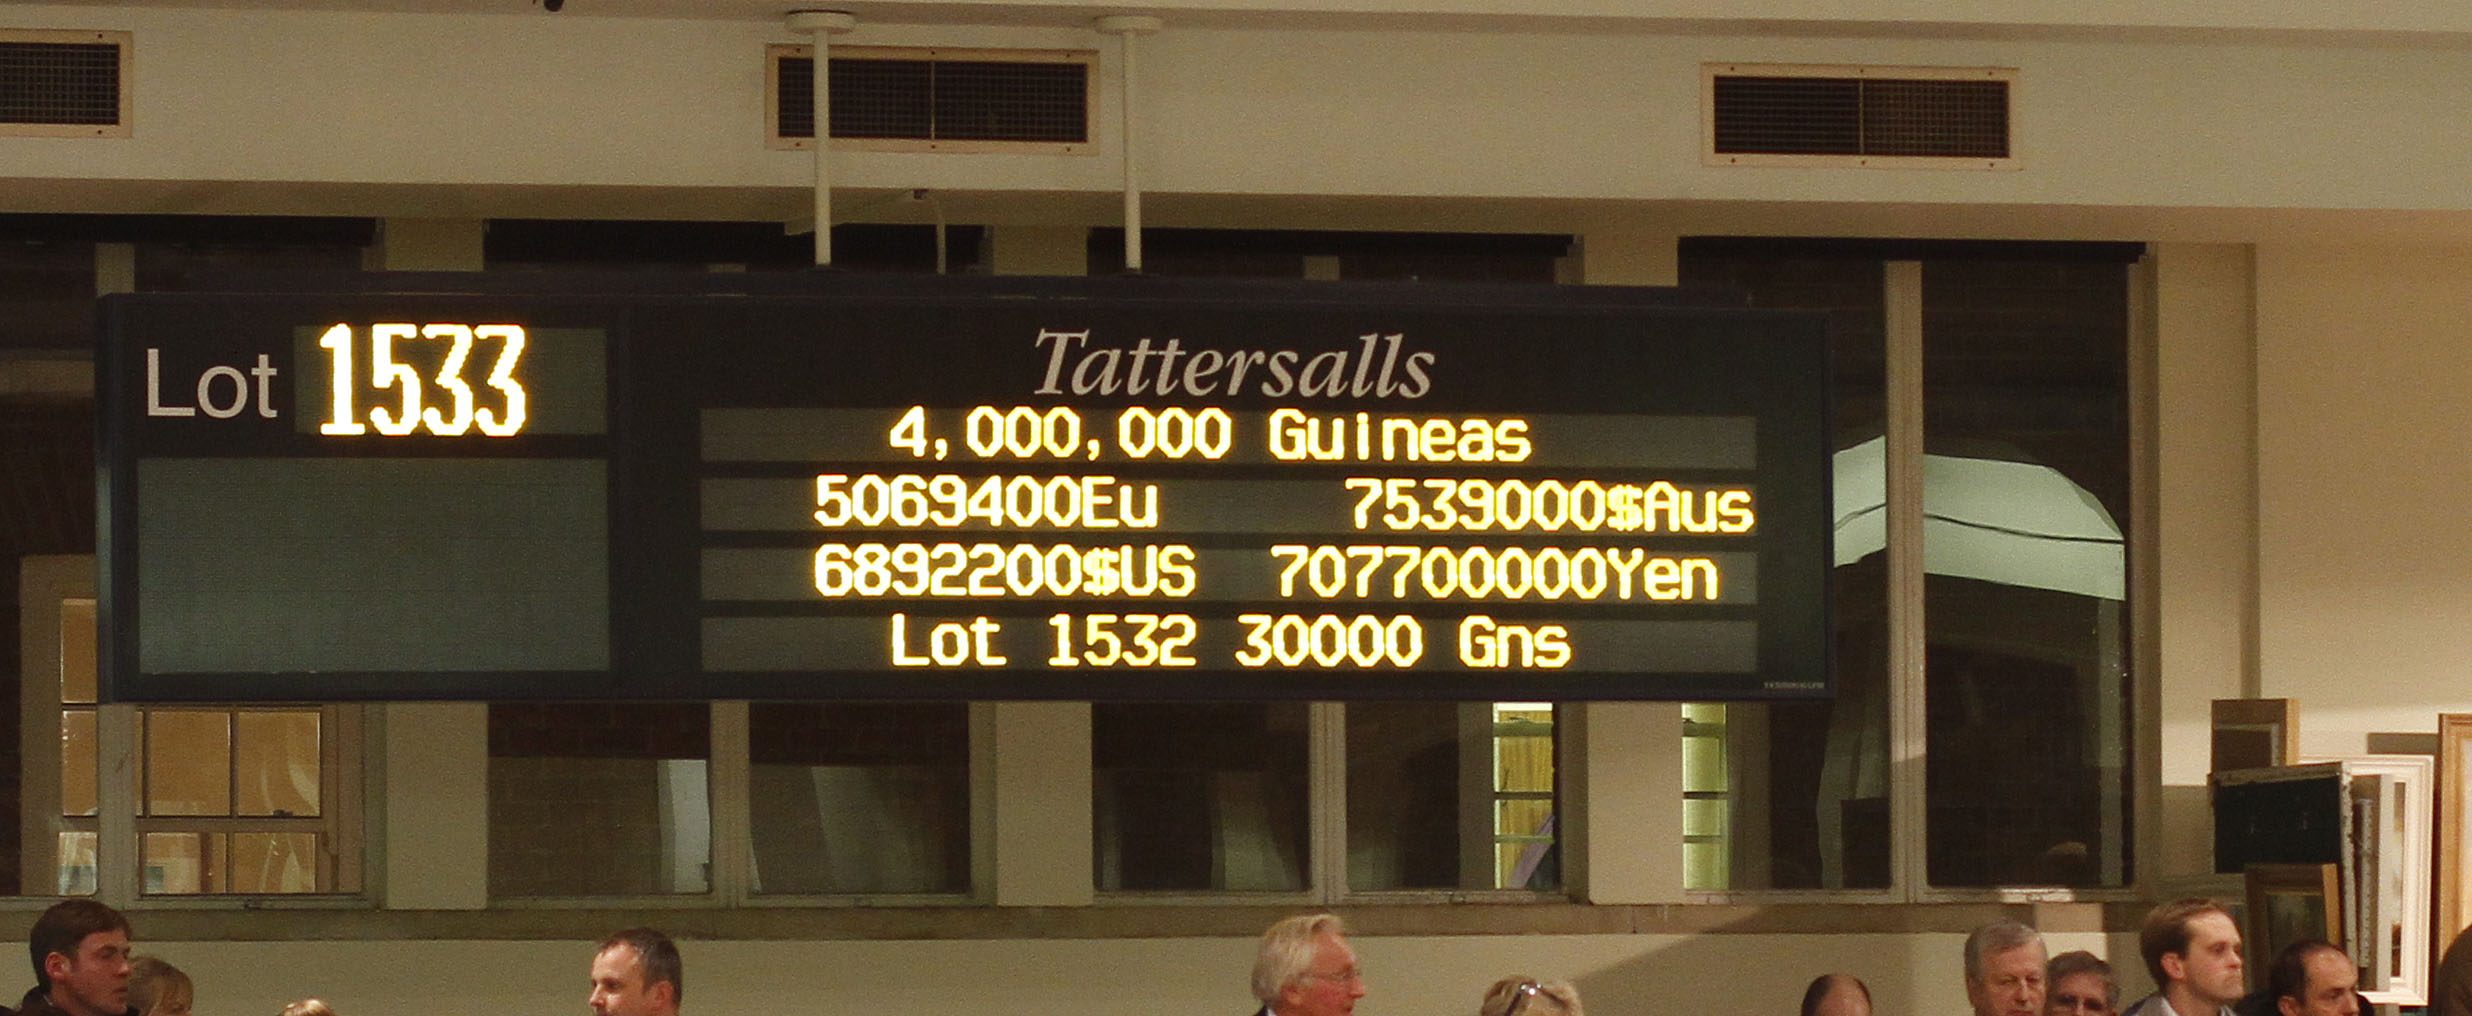 Lot 1533
Tattersalls
4,000,000 Guineas
5069400Eu 7539000$Aus
6892200$US 707700000Yen
Lot 1532 30000 Gns